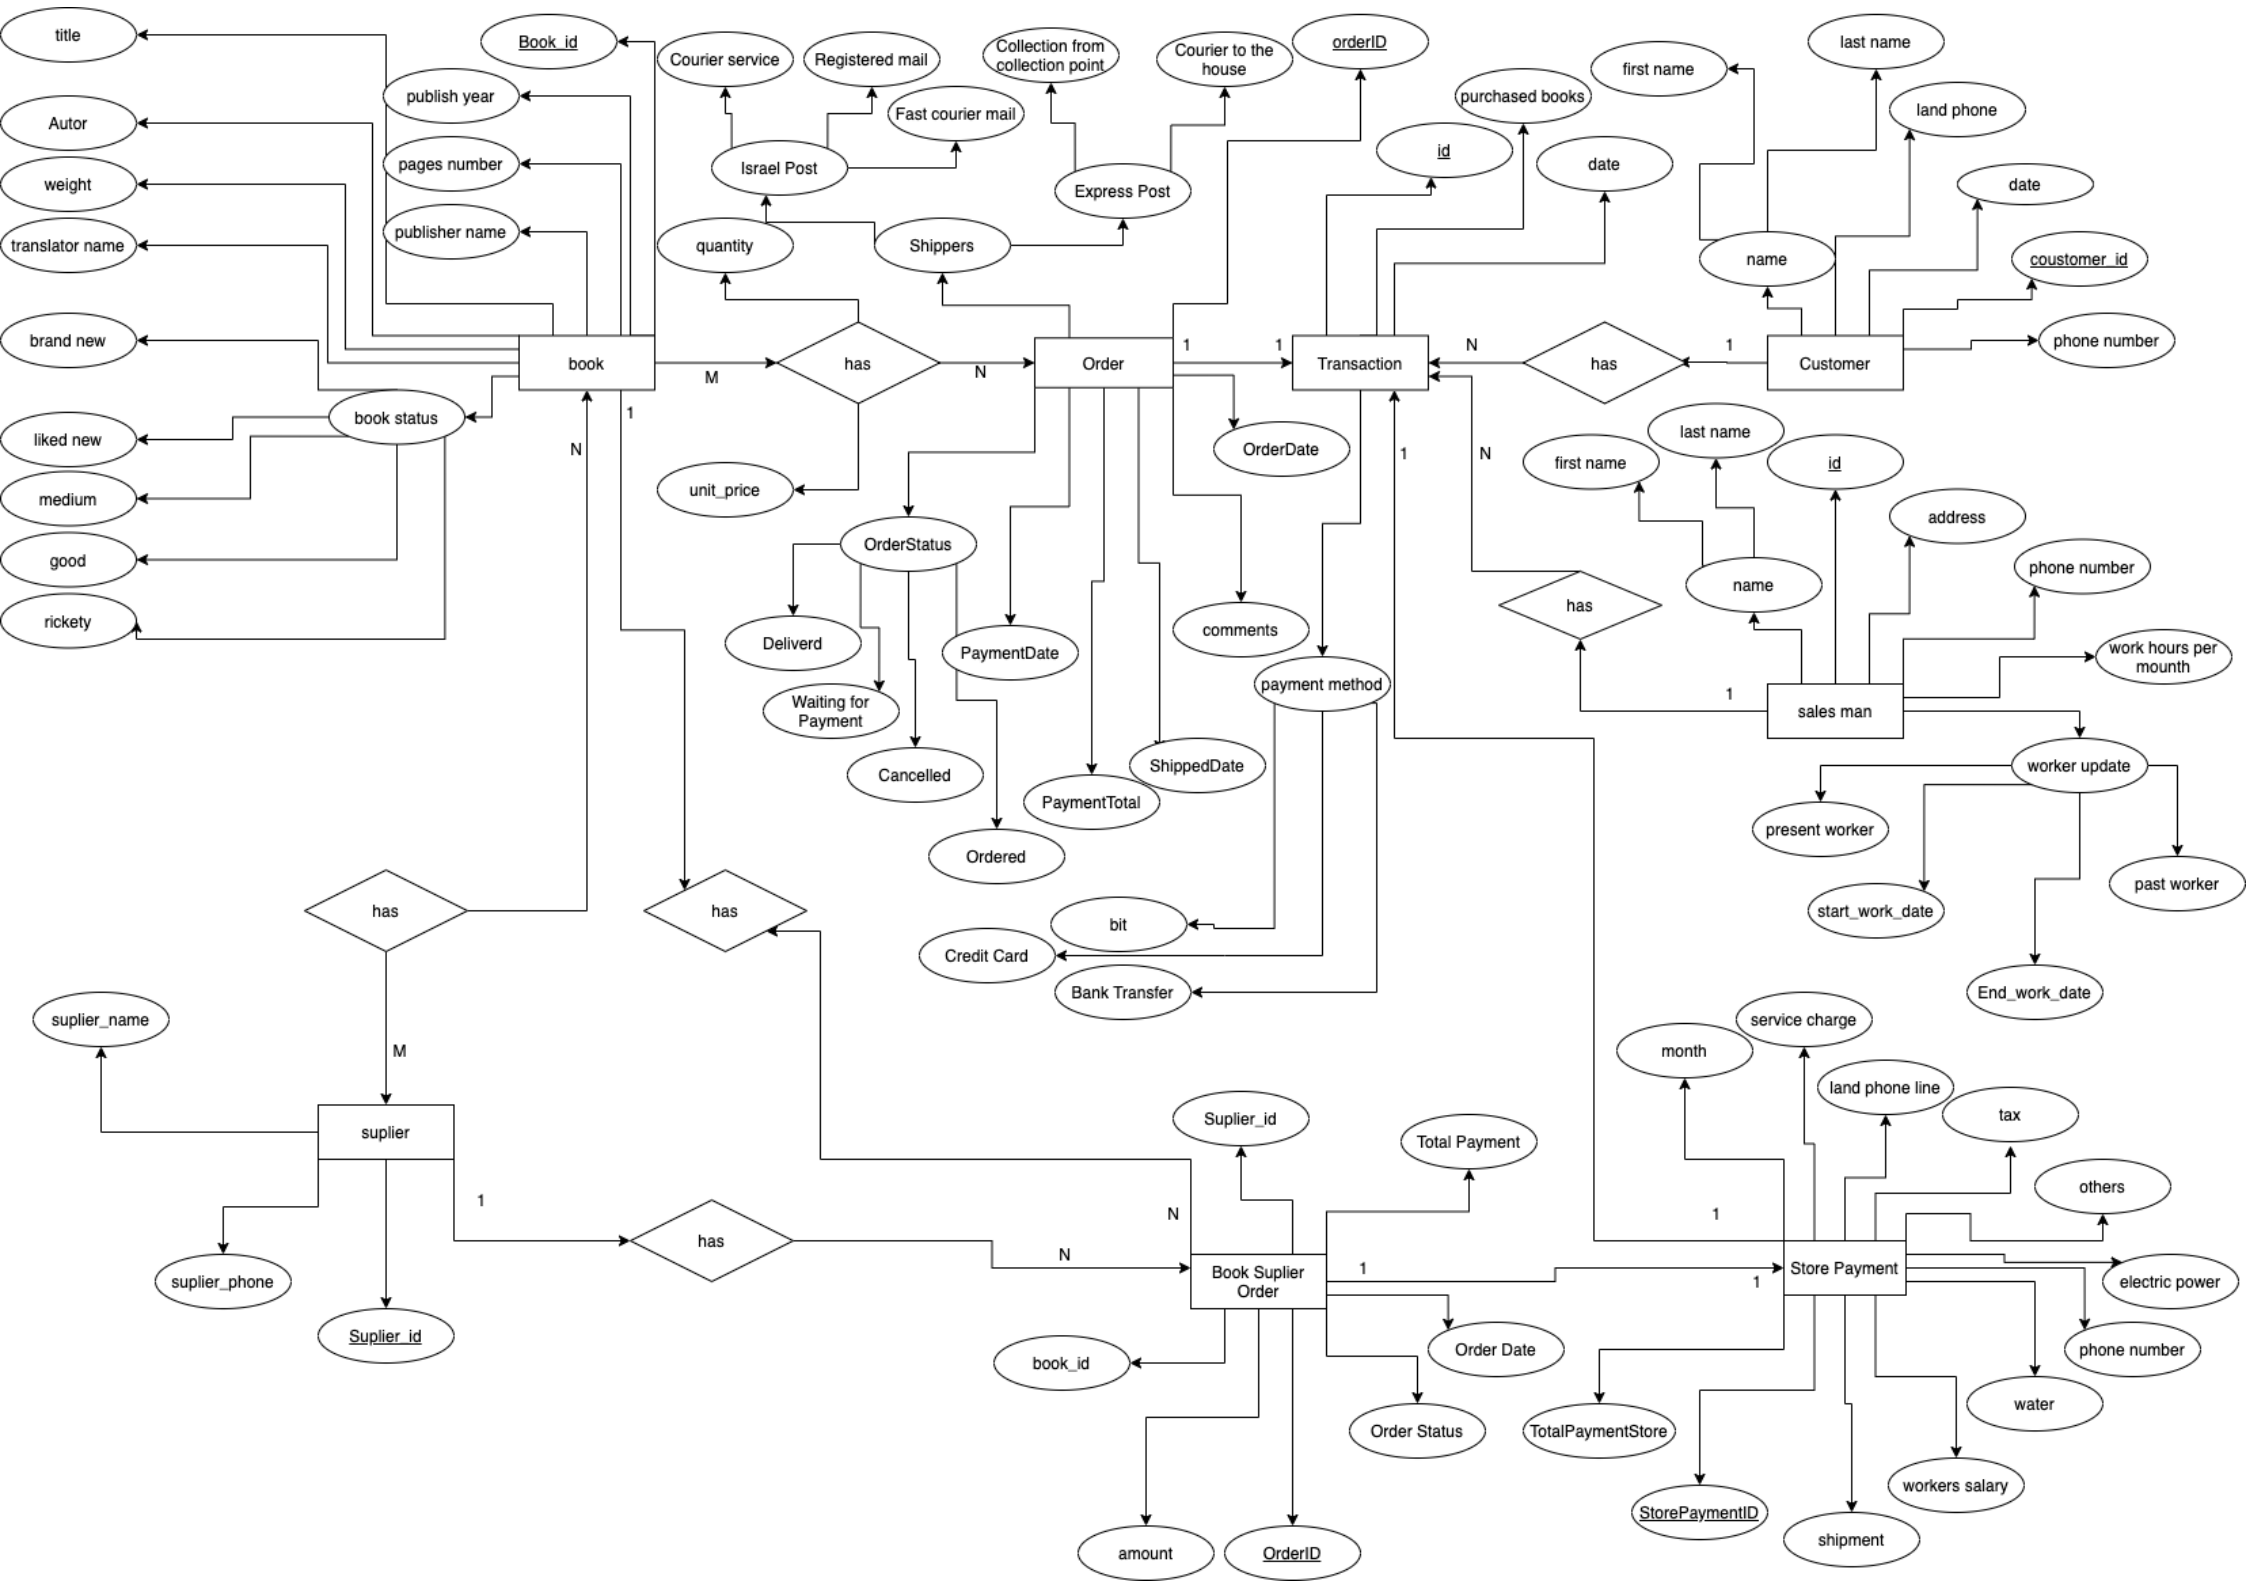 title
Book_id
orderID
last name
Courier service
Registered mail
Collection from
collection point
Courier to the
house
first name
publish year
purchased books
Autor
Fast courier mail
land phone
id
date
pages number
Israel Post
Express Post
weight
date
publisher name
translator name
quantity
Shippers
name
coustomer_id
brand new
phone number
book
M
has
N
Order
1
1
Transaction
N
has
1
Customer
book status
1
liked new
N
OrderDate
1
N
last name
first name
id
unit_price
medium
address
good
OrderStatus
phone number
name
has
rickety
Deliverd
PaymentDate
comments
work hours per
mounth
payment method
1
sales man
Waiting for
Payment
Cancelled
ShippedDate
worker update
PaymentTotal
present worker
Ordered
past worker
has
has
start_work_date
bit
Credit Card
Bank Transfer
End_work_date
suplier_name
service charge
M
month
land phone line
suplier
Suplier_id
Total Payment
tax
others
1
N
1
has
N
Book Suplier
Order
1
1
Store Payment
suplier_phone
electric power
Suplier_id
book_id
Order Date
phone number
water
Order Status
TotalPaymentStore
workers salary
StorePaymentID
shipment
amount
OrderID